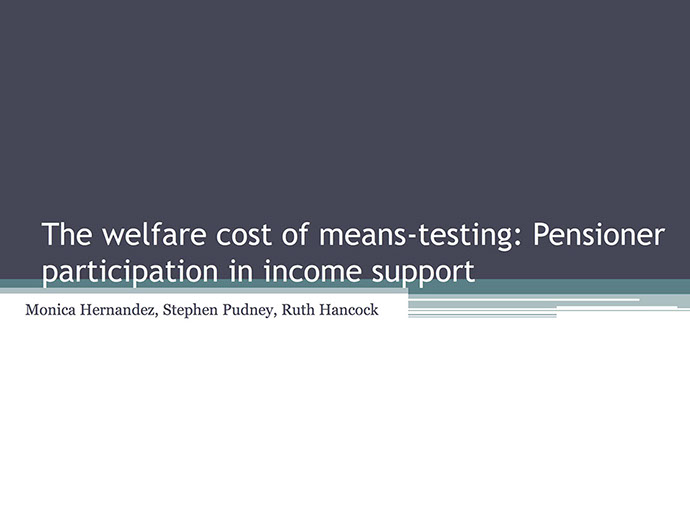 The welfare cost of means-testing: Pensioner
participation in income support
Monica Hernandez, Stephen Pudney, Ruth Hancock